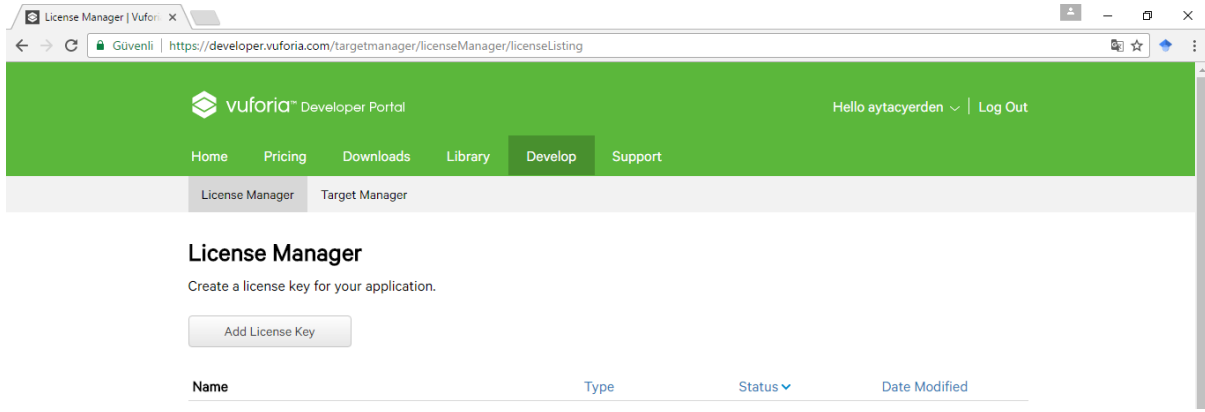 License Manager | Vufori
Güvenli | https://developer.vuforia.com/targetmanager/licenseManager/licenseListing
vuforia™ Developer Portal
Hello aytacyerden | Log Out
Home Pricing Downloads Library Develop Support
License Manager Target Manager
License Manager
Create a license key for your application.
Add License Key
Name Type Status Date Modified